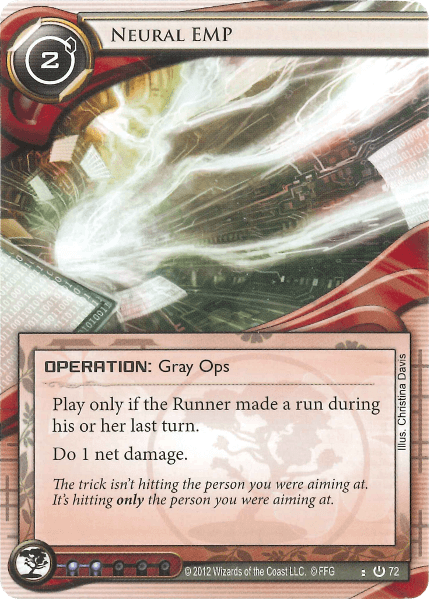 2
NEURAL EMP
OPERATION: Gray Ops
Play only if the Runner made a run during
his or her last turn.
Do 1 net damage.
The trick isn't hitting the person you were aiming at.
It's hitting only the person you were aiming at.
Illus. Christina Davis
© 2012 Wizards of the Coast LLC. © FFG 72